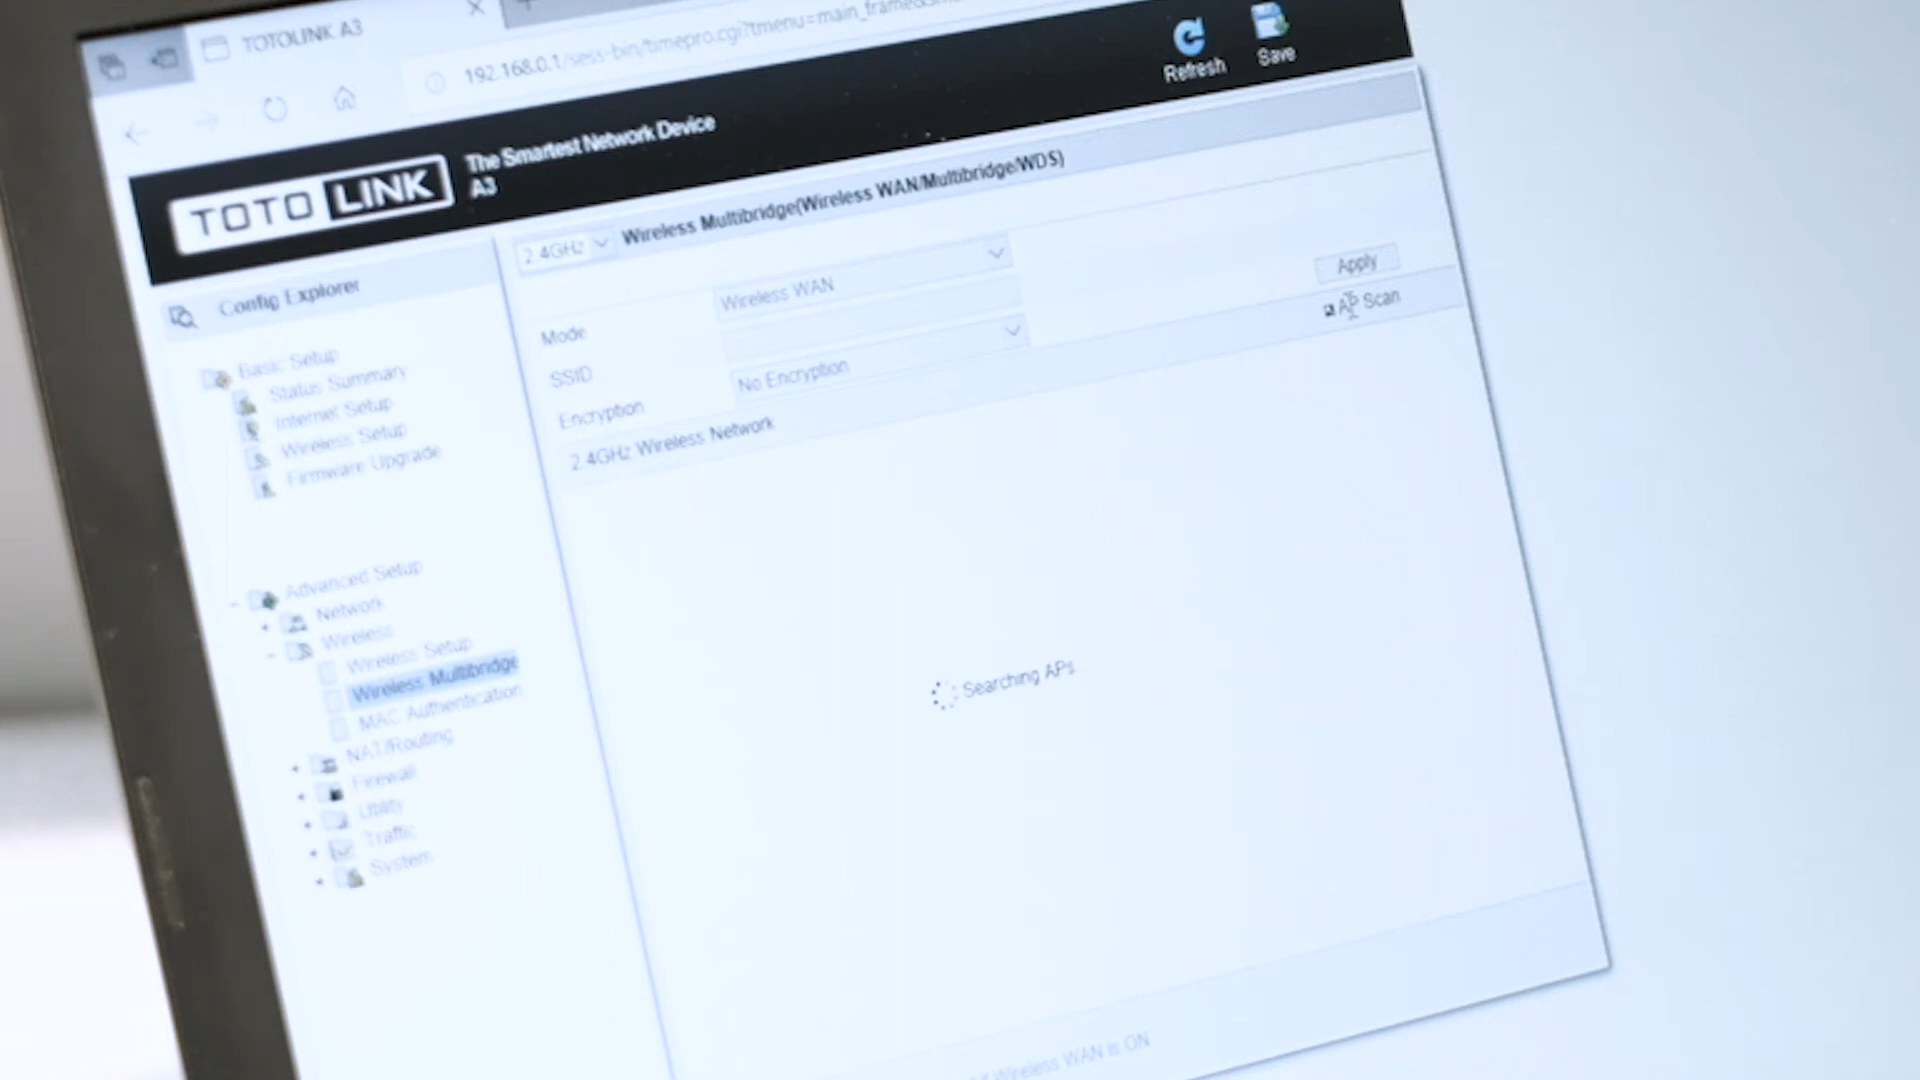 TOTOLINK A3
192.168.0.1/sess-bin/timepro.cgi?tmenu=main_frame&
Refresh
Save
TOTO LINK
The Smartest Network Device
A3
Config Explorer
Basic Setup
Status Summary
Internet Setup
Wireless Setup
Firmware Upgrade
Advanced Setup
Network
Wireless
Wireless Setup
Wireless Multibridge
MAC Authentication
NAT/Routing
Firewall
Utility
Traffic
System
2.4GHz
Wireless Multibridge(Wireless WAN/Multibridge/WDS)
Mode
Wireless WAN
SSID
Encryption
No Encryption
Apply
2.4GHz Wireless Network
AP Scan
Searching APs
Wireless WAN is ON